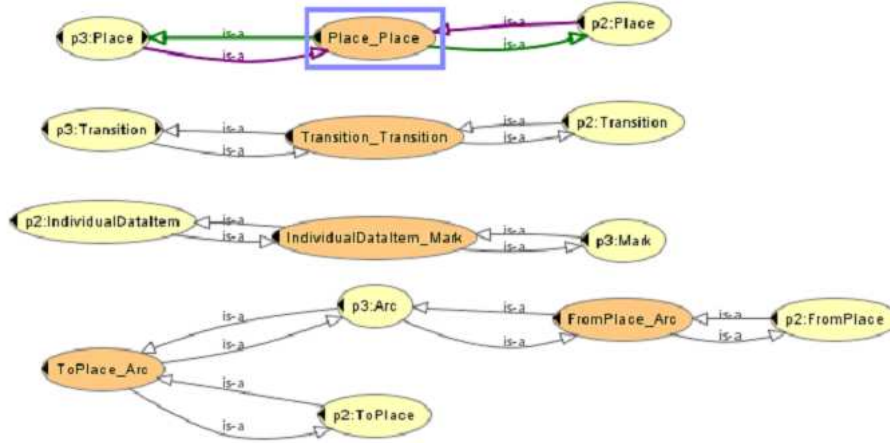 is-a is-a
p3:Place Place_Place p2:Place
is-a is-a
is-a is-a
p3:Transition Transition_Transition p2:Transition
is-a is-a
is-a is-a
p2:IndividualDataItem IndividualDataItem_Mark p3:Mark
is-a is-a
is-a p3:Arc is-a FromPlace_Arc is-a p2:FromPlace
is-a is-a is-a
ToPlace_Arc
is-a
is-a p2:ToPlace